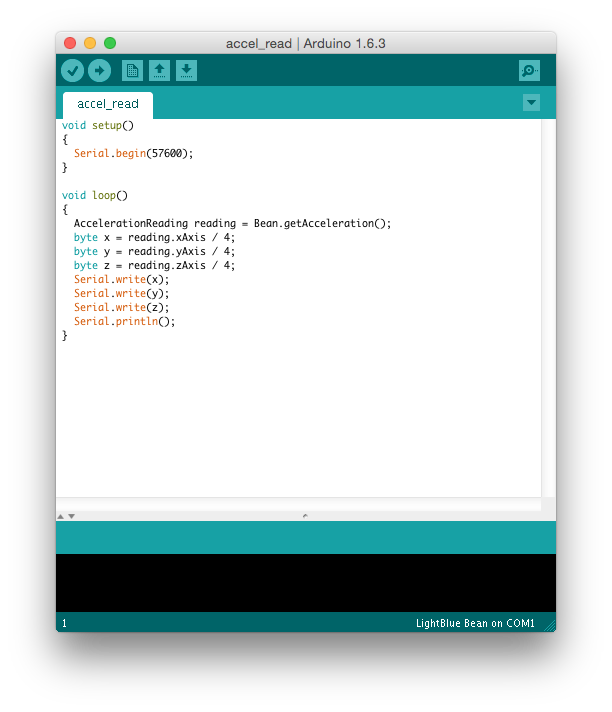 accel_read | Arduino 1.6.3
accel_read
void setup()
{
  Serial.begin(57600);
}

void loop()
{
  AccelerationReading reading = Bean.getAcceleration();
  byte x = reading.xAxis / 4;
  byte y = reading.yAxis / 4;
  byte z = reading.zAxis / 4;
  Serial.write(x);
  Serial.write(y);
  Serial.write(z);
  Serial.println();
}
1
LightBlue Bean on COM1